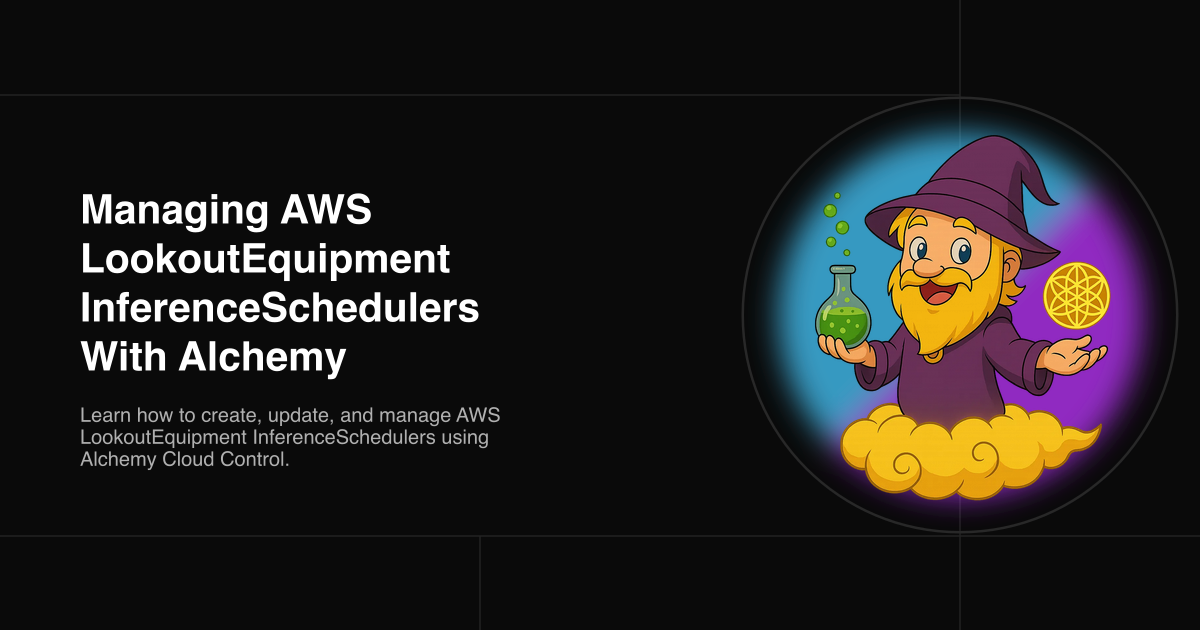 Managing AWS
LookoutEquipment
InferenceSchedulers
With Alchemy
Learn how to create, update, and manage AWS
LookoutEquipment InferenceSchedulers using
Alchemy Cloud Control.